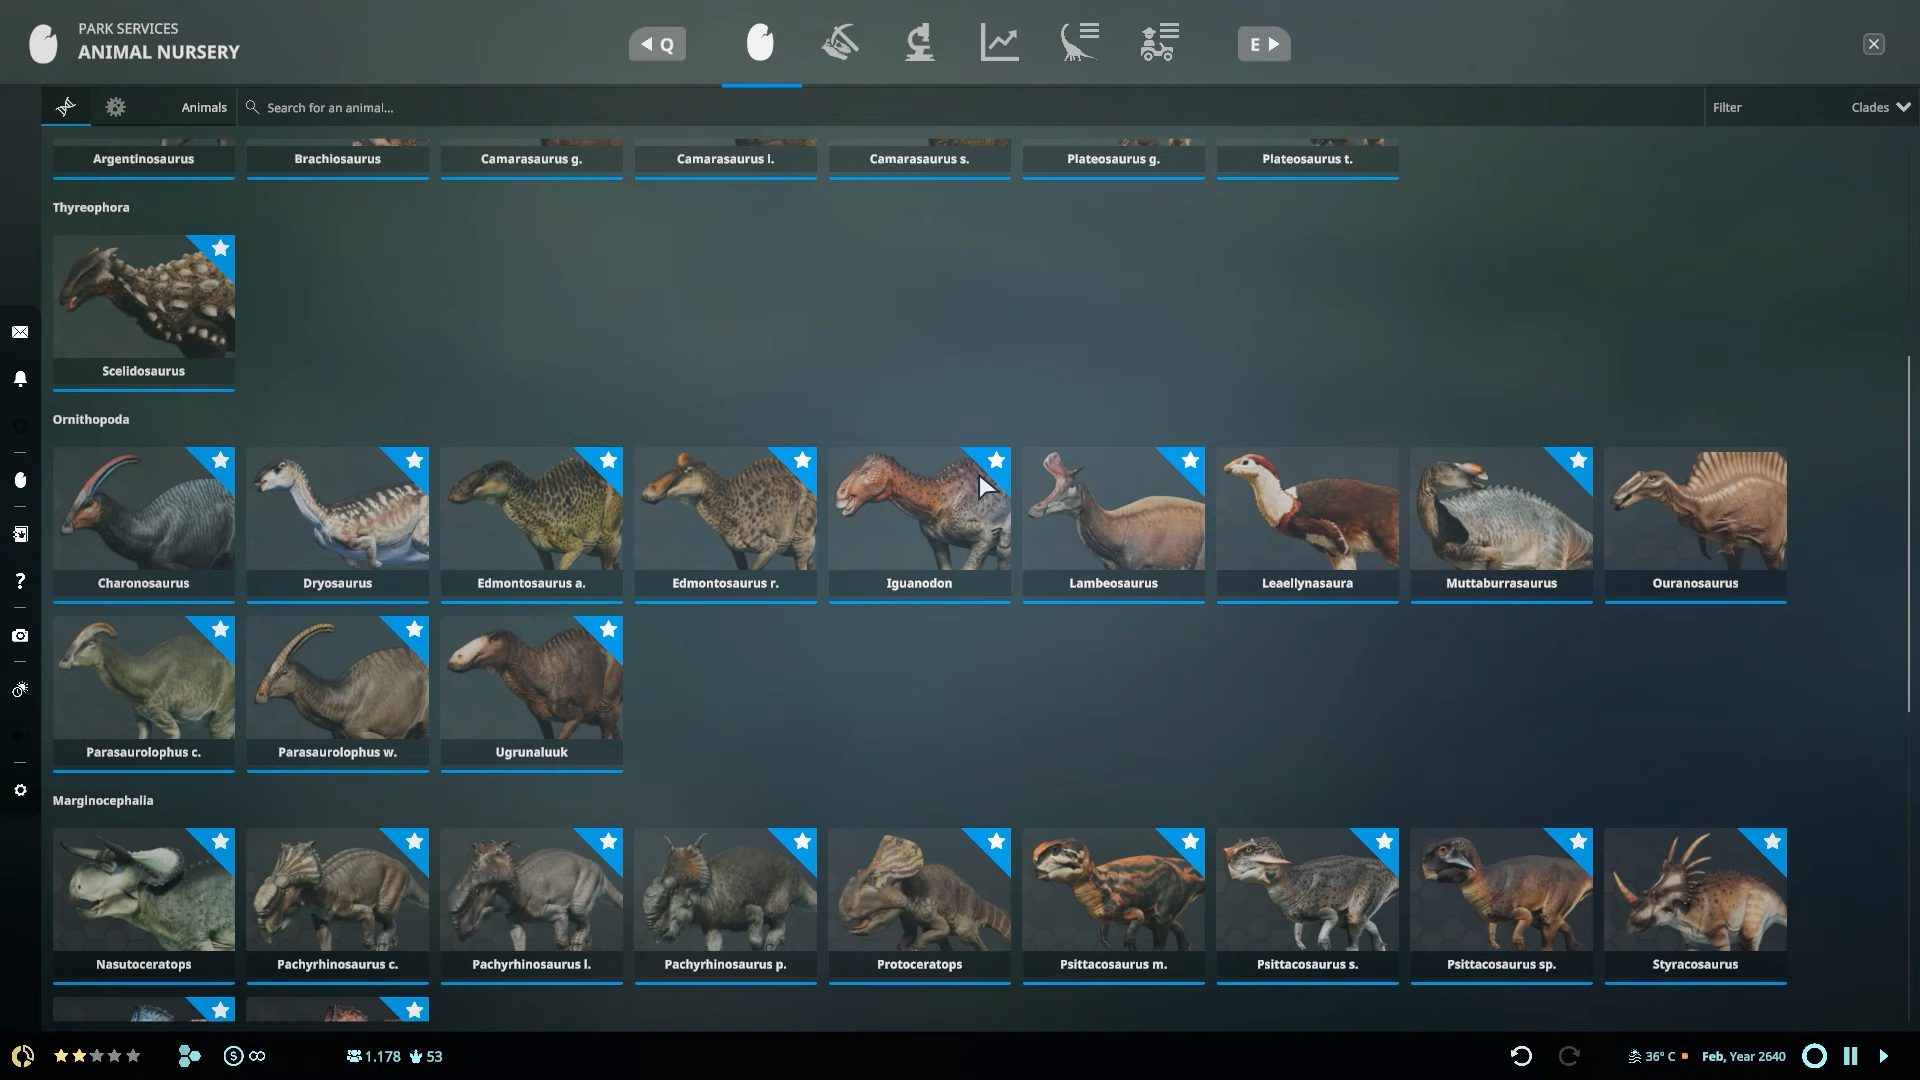 PARK SERVICES
ANIMAL NURSERY
Q
E
Animals
Search for an animal...
Filter
Clades
Argentinosaurus
Brachiosaurus
Camarasaurus g.
Camarasaurus l.
Camarasaurus s.
Plateosaurus g.
Plateosaurus t.
Thyreophora
Scelidosaurus
Ornithopoda
Charonosaurus
Dryosaurus
Edmontosaurus a.
Edmontosaurus r.
Iguanodon
Lambeosaurus
Leaellynasaura
Muttaburrasaurus
Ouranosaurus
Parasaurolophus c.
Parasaurolophus w.
Ugrunaluuk
Marginocephalia
Nasutoceratops
Pachyrhinosaurus c.
Pachyrhinosaurus l.
Pachyrhinosaurus p.
Protoceratops
Psittacosaurus m.
Psittacosaurus s.
Psittacosaurus sp.
Styracosaurus
∞
1.178
53
36° C
Feb, Year 2640